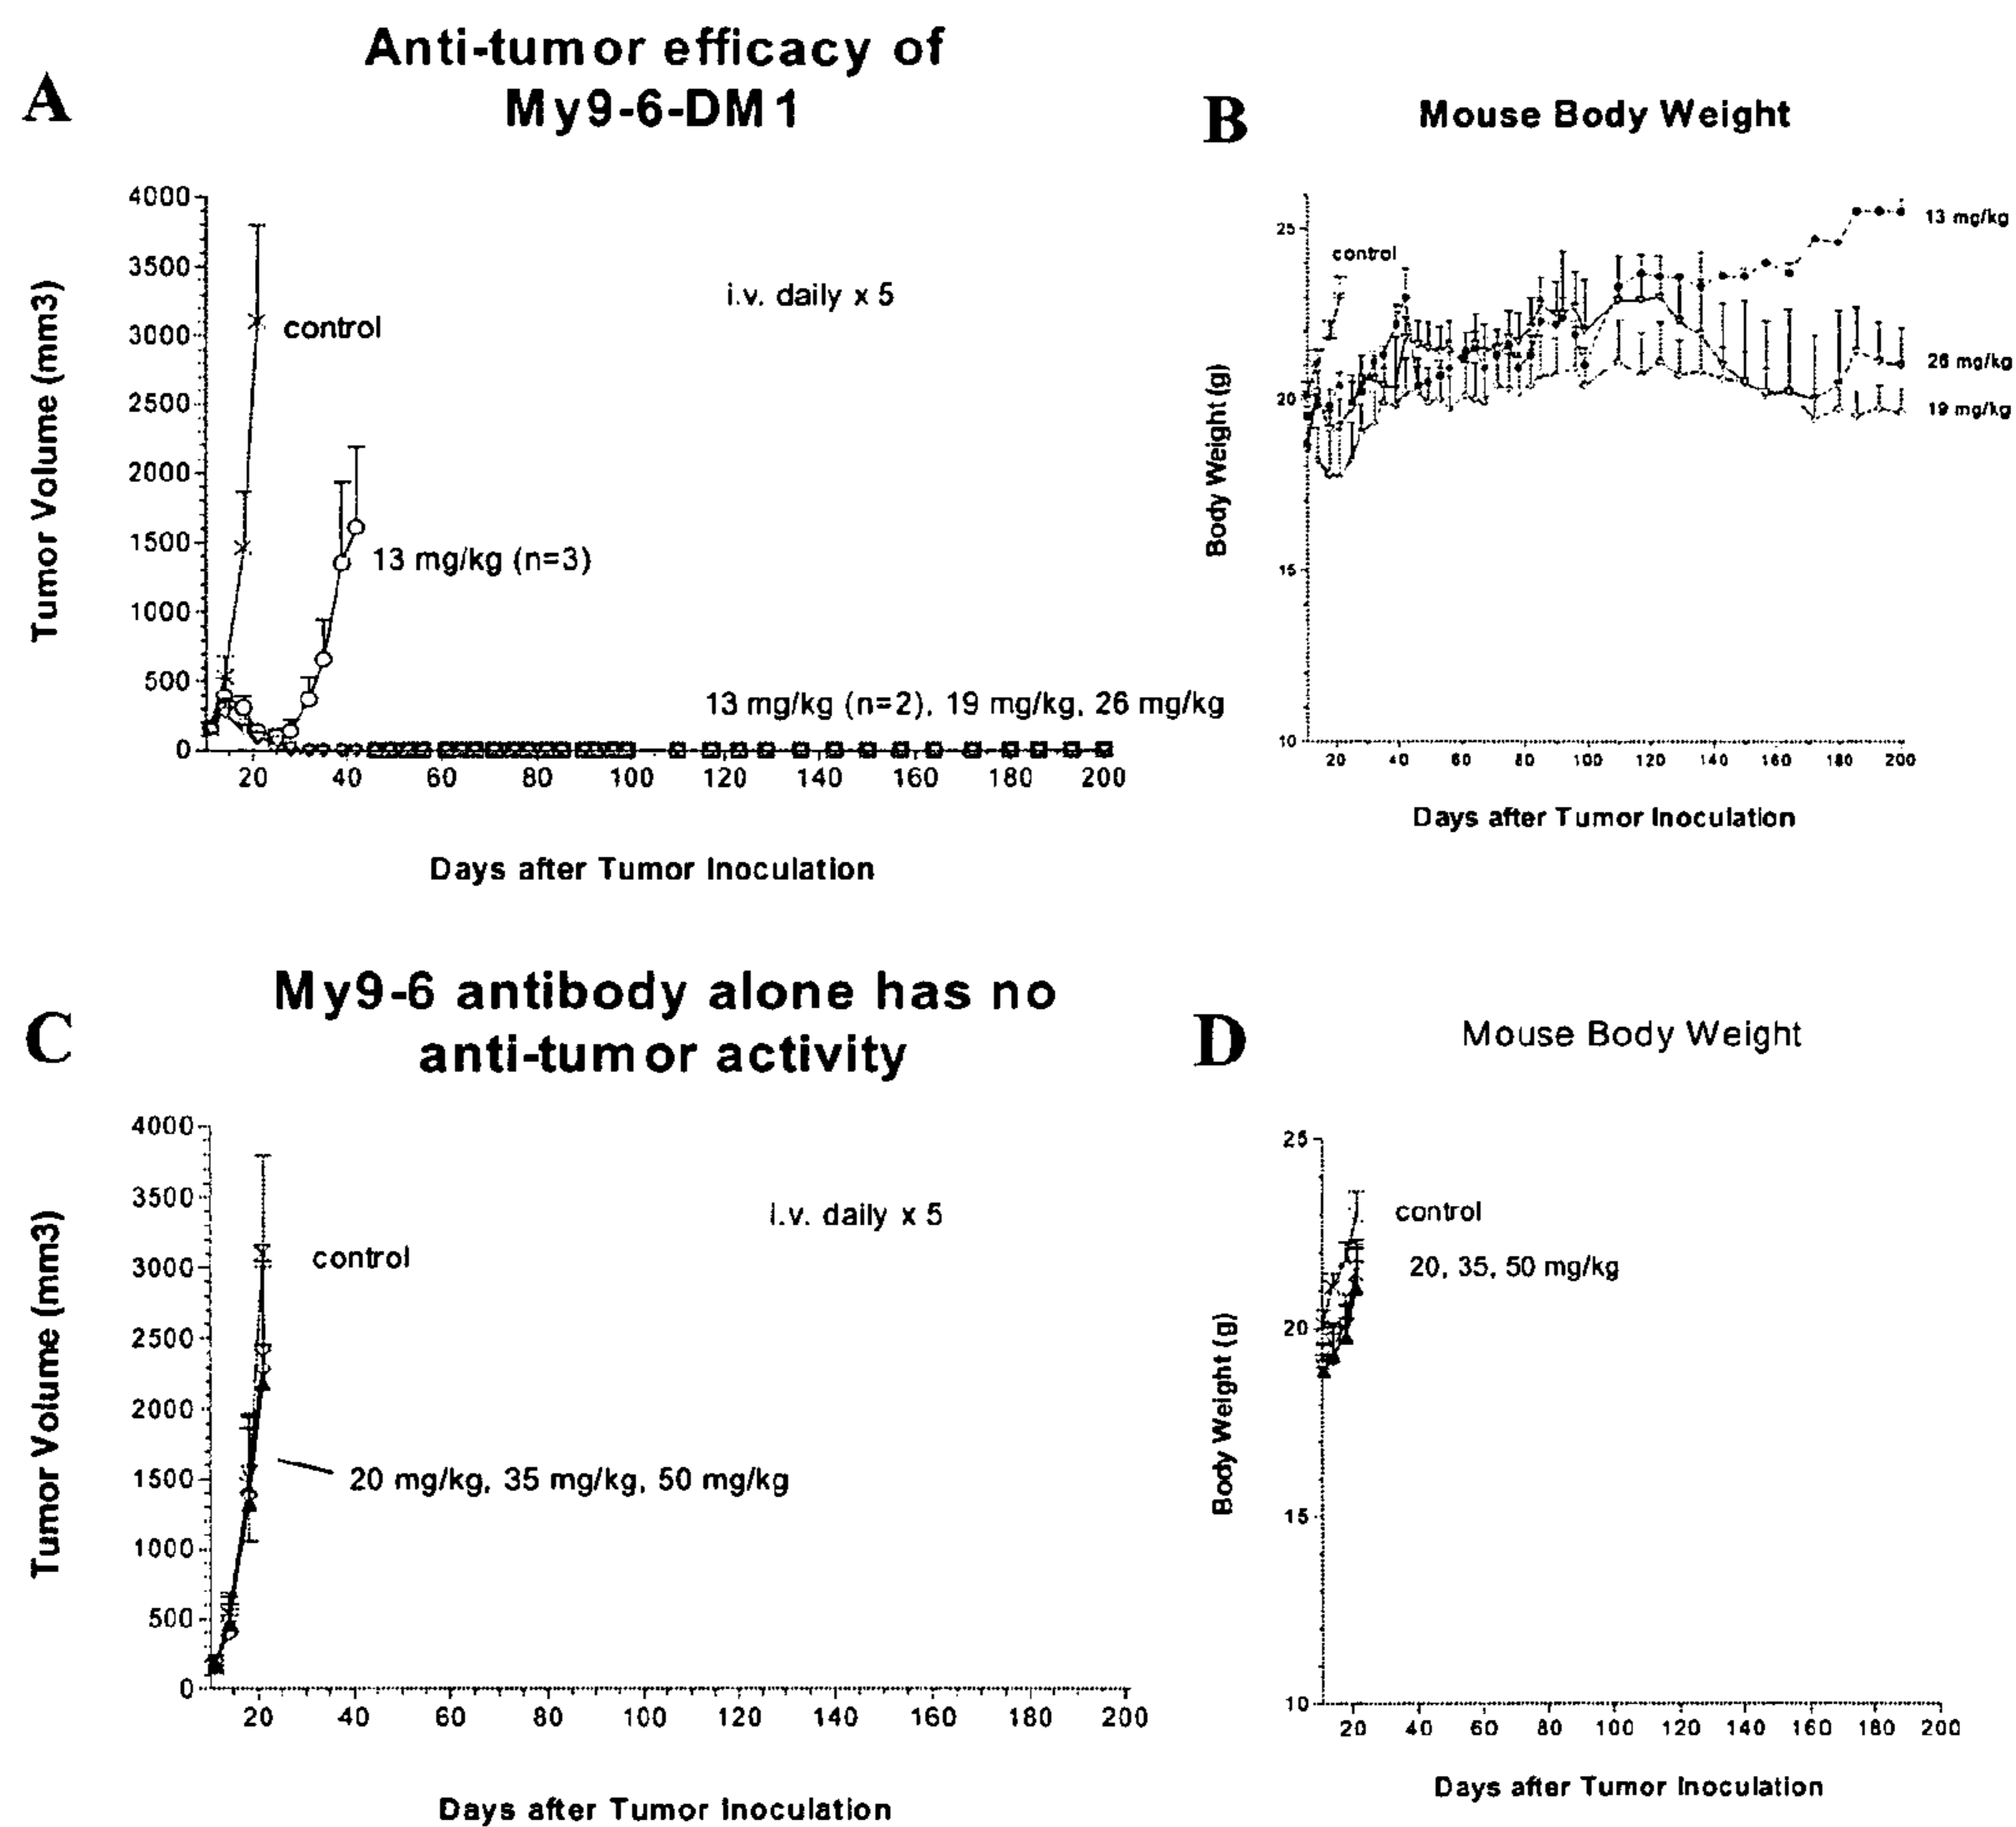 A
Anti-tumor efficacy of
My9-6-DM1
Tumor Volume (mm3)
4000
3500
3000
2500
2000
1500
1000
500
0
control
i.v. daily x 5
13 mg/kg (n=3)
13 mg/kg (n=2), 19 mg/kg, 26 mg/kg
20 40 60 80 100 120 140 160 180 200
Days after Tumor Inoculation
B
Mouse Body Weight
Body Weight (g)
25
20
15
10
control
13 mg/kg
26 mg/kg
19 mg/kg
20 40 60 80 100 120 140 160 180 200
Days after Tumor Inoculation
C
My9-6 antibody alone has no
anti-tumor activity
Tumor Volume (mm3)
4000
3500
3000
2500
2000
1500
1000
500
0
control
i.v. daily x 5
20 mg/kg, 35 mg/kg, 50 mg/kg
20 40 60 80 100 120 140 160 180 200
Days after Tumor Inoculation
D
Mouse Body Weight
Body Weight (g)
25
20
15
10
control
20, 35, 50 mg/kg
20 40 60 80 100 120 140 160 180 200
Days after Tumor Inoculation